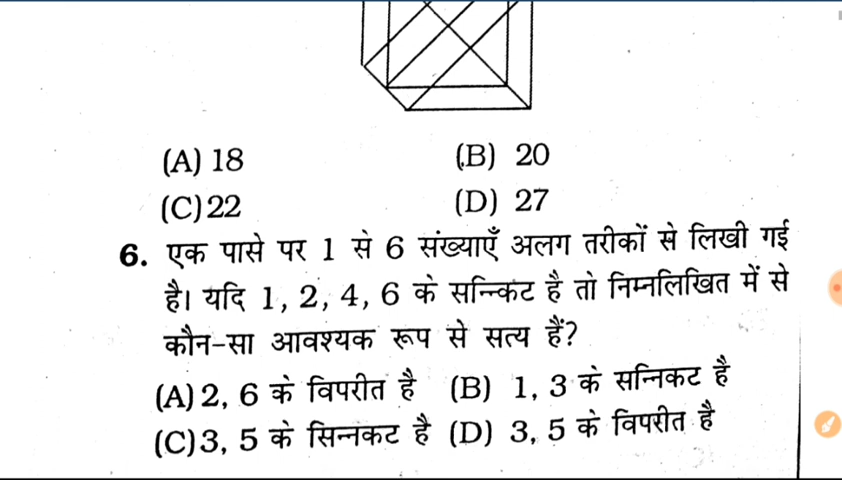 (A) 18 (B) 20
(C) 22 (D) 27
6. एक पासे पर 1 से 6 संख्याएँ अलग तरीकों से लिखी गई
है। यदि 1, 2, 4, 6 के सन्निकट है तो निम्नलिखित में से
कौन-सा आवश्यक रूप से सत्य हैं?
(A) 2, 6 के विपरीत है (B) 1, 3 के सन्निकट है
(C) 3, 5 के सिन्नकट है (D) 3, 5 के विपरीत है